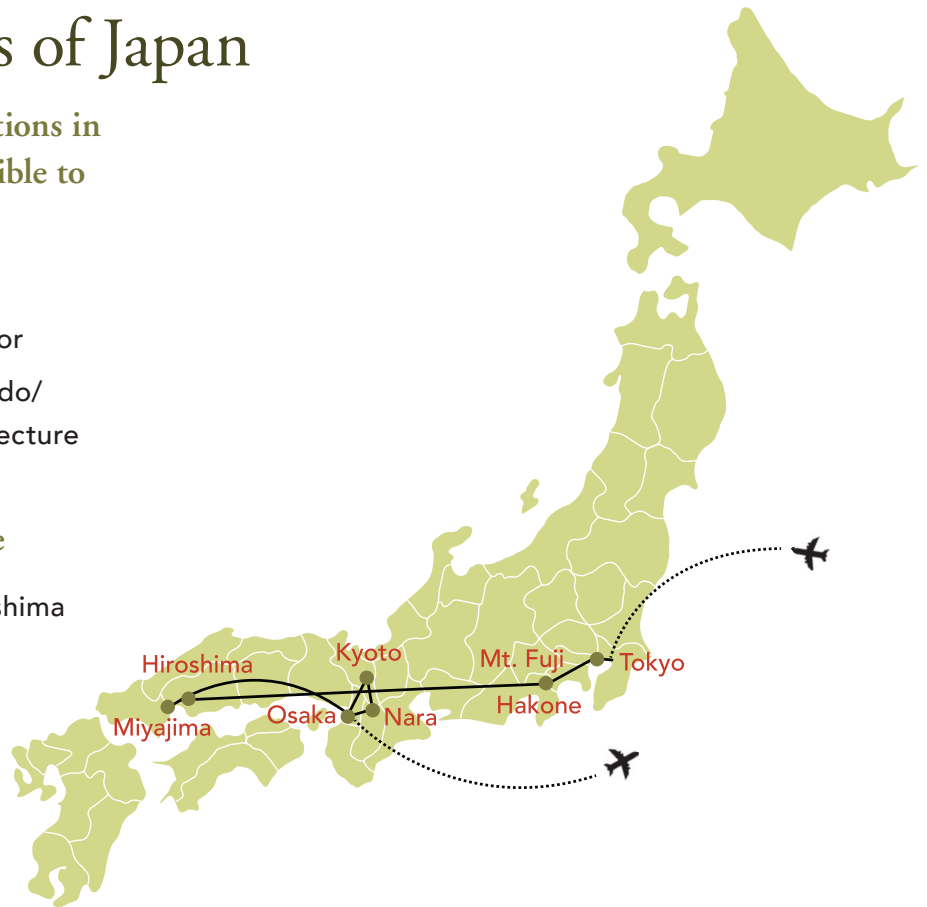 s of Japan
tions in
ible to
or
do/
ecture
e
shima
Kyoto
Hiroshima
Mt. Fuji
Tokyo
Hakone
Osaka
Nara
Miyajima